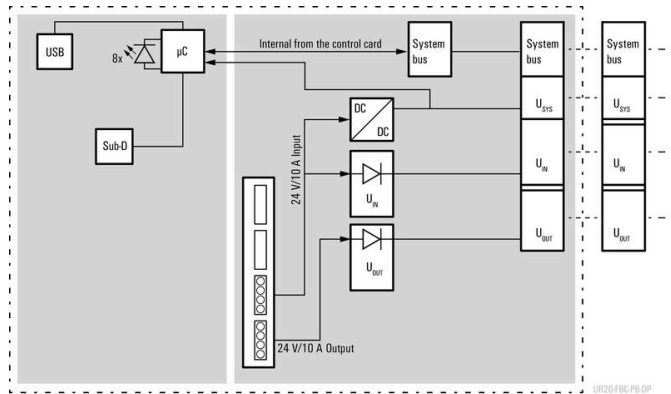 USB
8x
µC
Internal from the control card
System
bus
System
bus
System
bus
DC
DC
U_SYS
U_SYS
Sub-D
24 V/10 A Input
U_IN
U_IN
U_IN
U_OUT
U_OUT
U_OUT
24 V/10 A Output
UR20-FBC-PB-DP